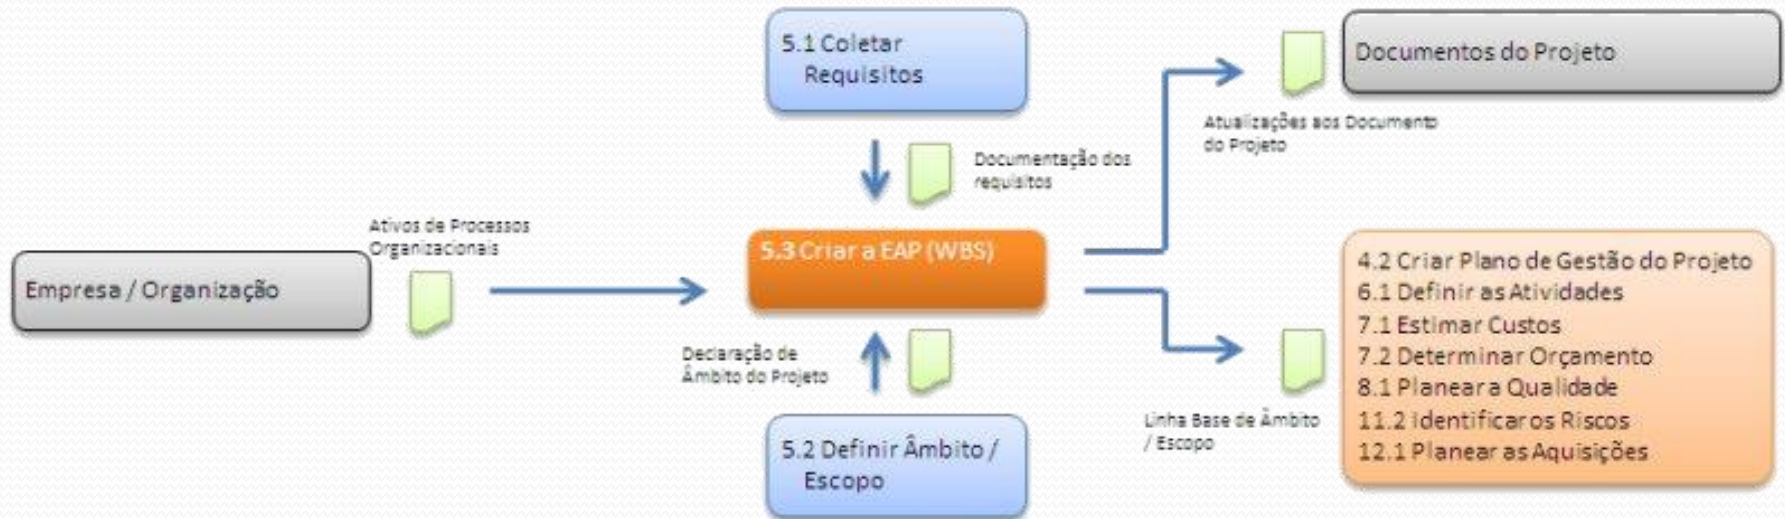 5.1 Coletar
Requisitos
Documentos do Projeto
Atualizações aos Documento
do Projeto
Documentação dos
requisitos
Ativos de Processos
Organizacionais
Empresa / Organização
5.3 Criar a EAP (WBS)
4.2 Criar Plano de Gestão do Projeto
6.1 Definir as Atividades
7.1 Estimar Custos
7.2 Determinar Orçamento
8.1 Planear a Qualidade
11.2 Identificar os Riscos
12.1 Planear as Aquisições
Declaração de
Âmbito do Projeto
Linha Base de Âmbito
/ Escopo
5.2 Definir Âmbito /
Escopo